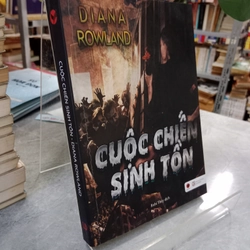 DIANA
ROWLAND
CUỘC CHIẾN
SINH TỒN
CUỘC CHIẾN SINH TỒN - DIANA ROWLAND